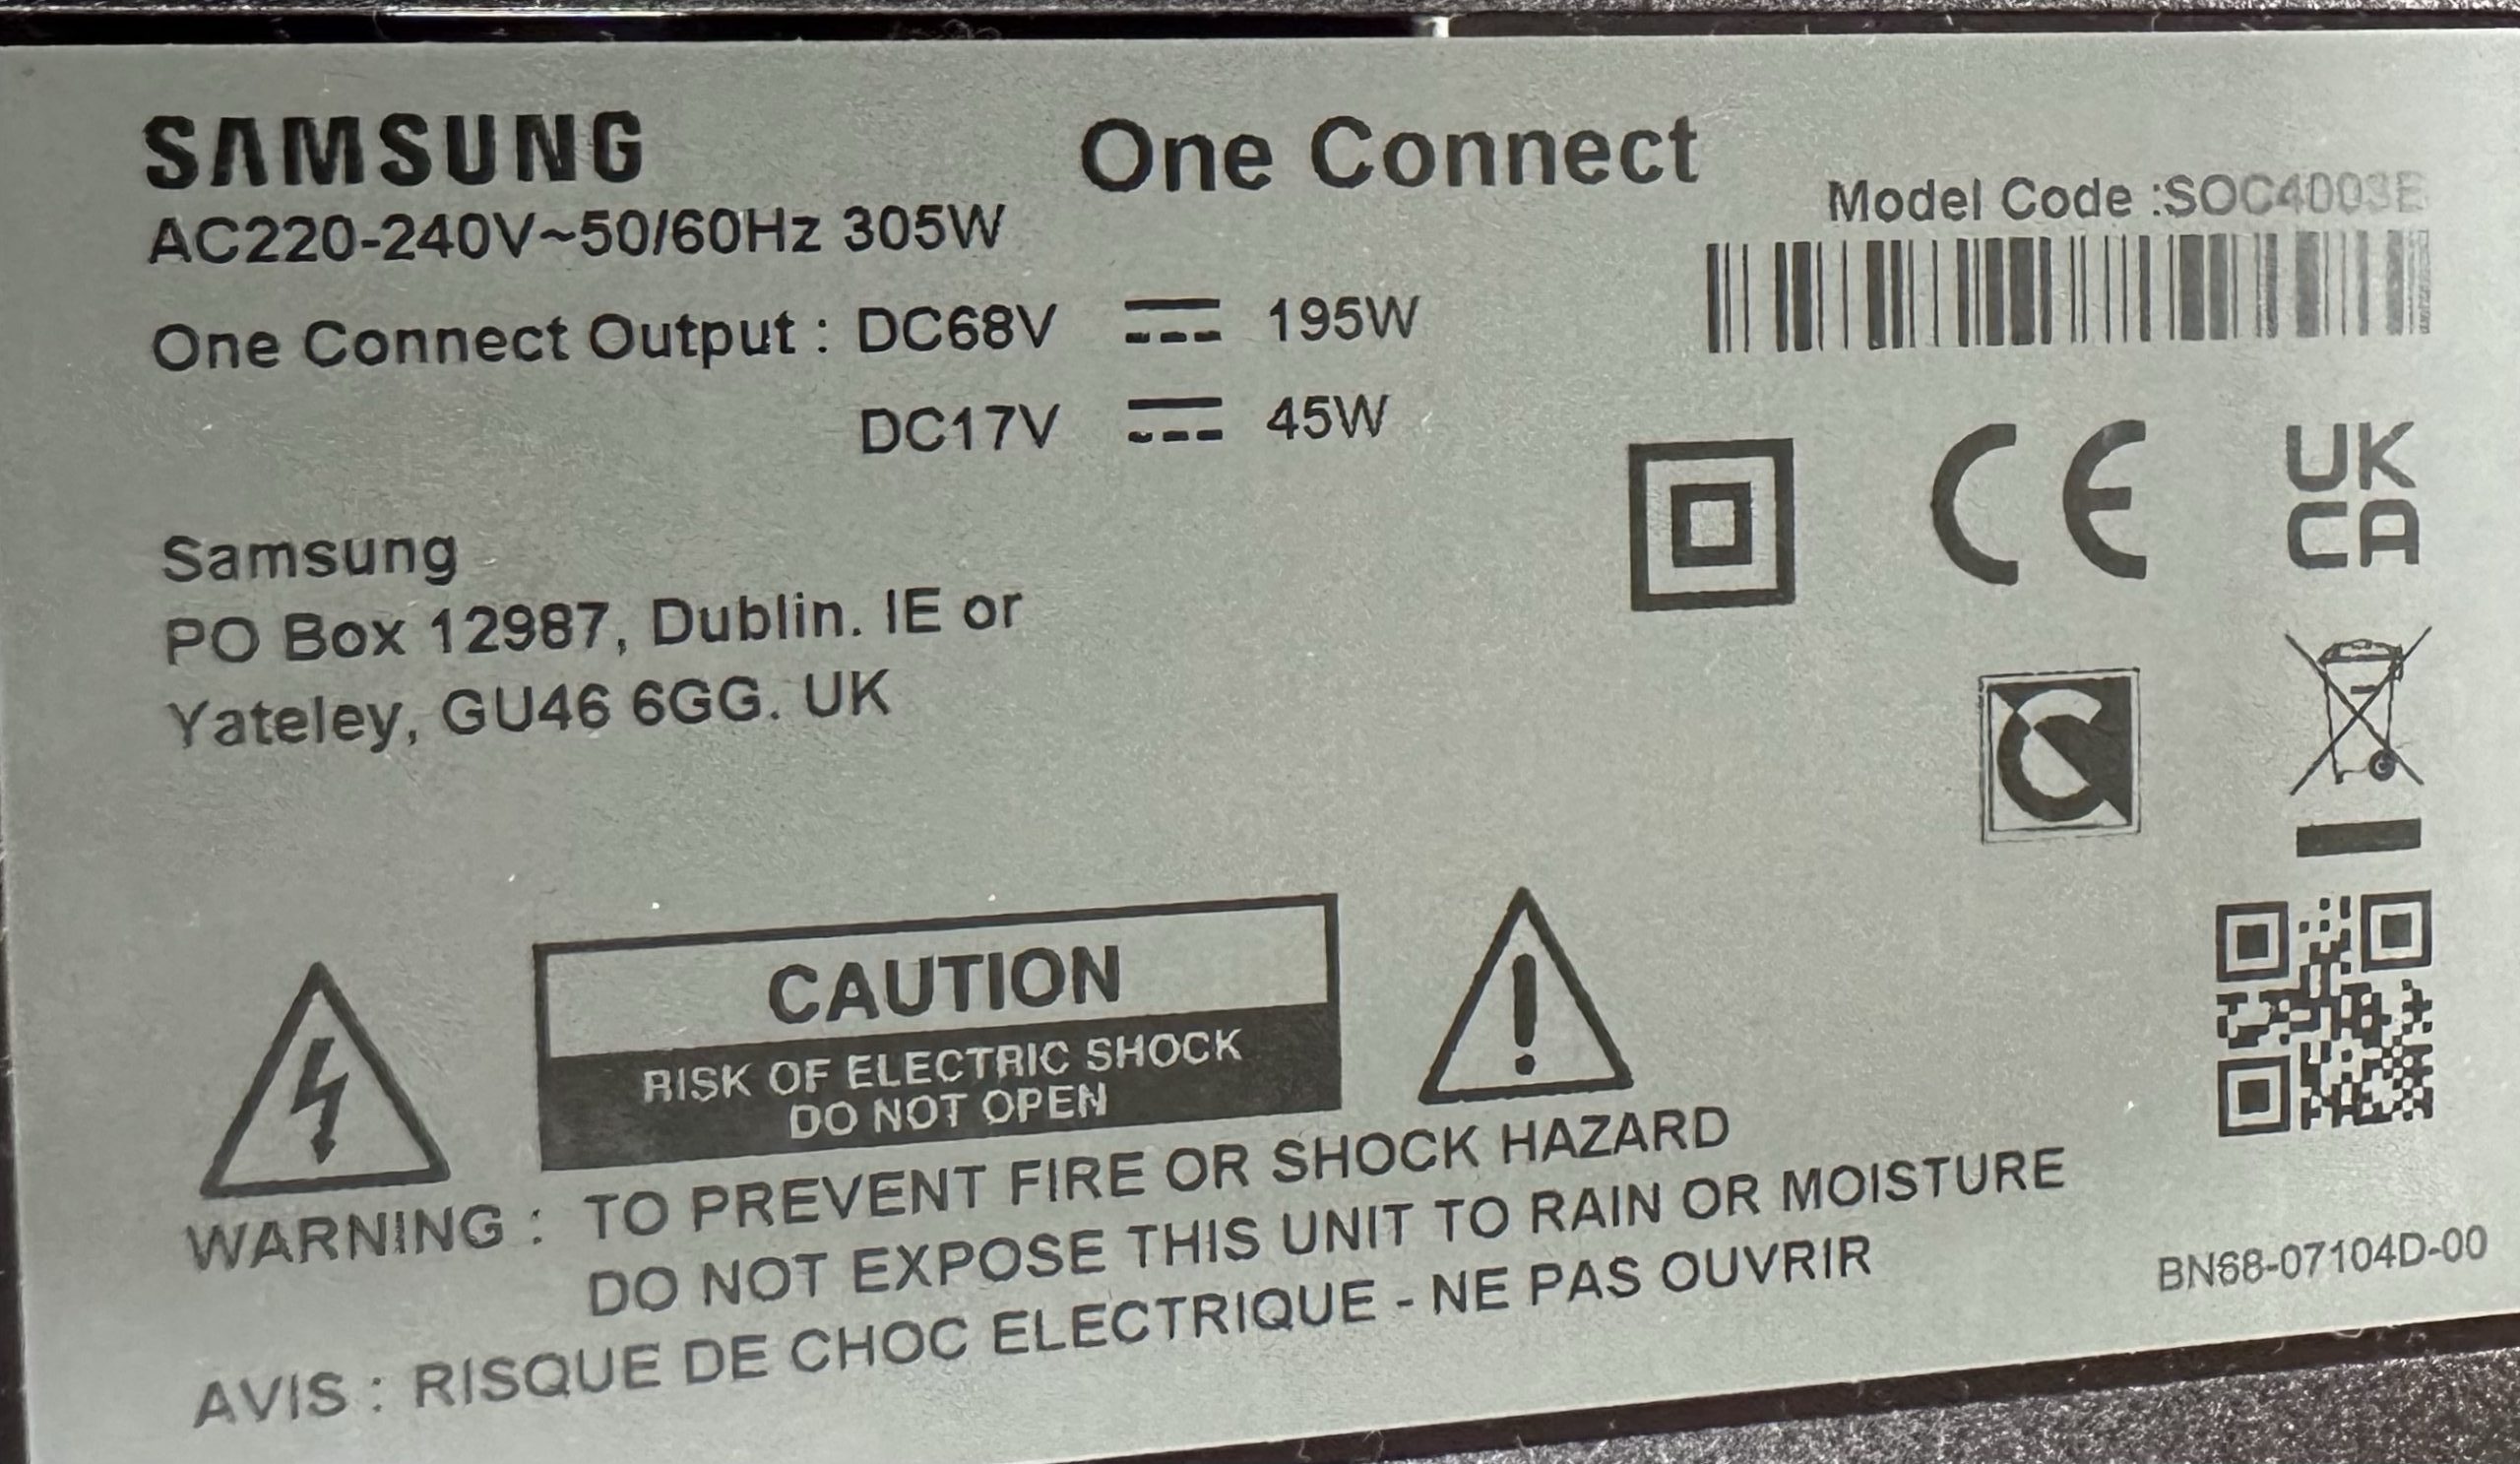 SAMSUNG
One Connect
AC220-240V~50/60Hz 305W
Model Code :SOC4003E
One Connect Output : DC68V ⎓ 195W
DC17V ⎓ 45W
CE
UK
CA
Samsung
PO Box 12987, Dublin. IE or
Yateley, GU46 6GG. UK
CAUTION
RISK OF ELECTRIC SHOCK
DO NOT OPEN
WARNING : TO PREVENT FIRE OR SHOCK HAZARD
DO NOT EXPOSE THIS UNIT TO RAIN OR MOISTURE
AVIS : RISQUE DE CHOC ELECTRIQUE - NE PAS OUVRIR
BN68-07104D-00